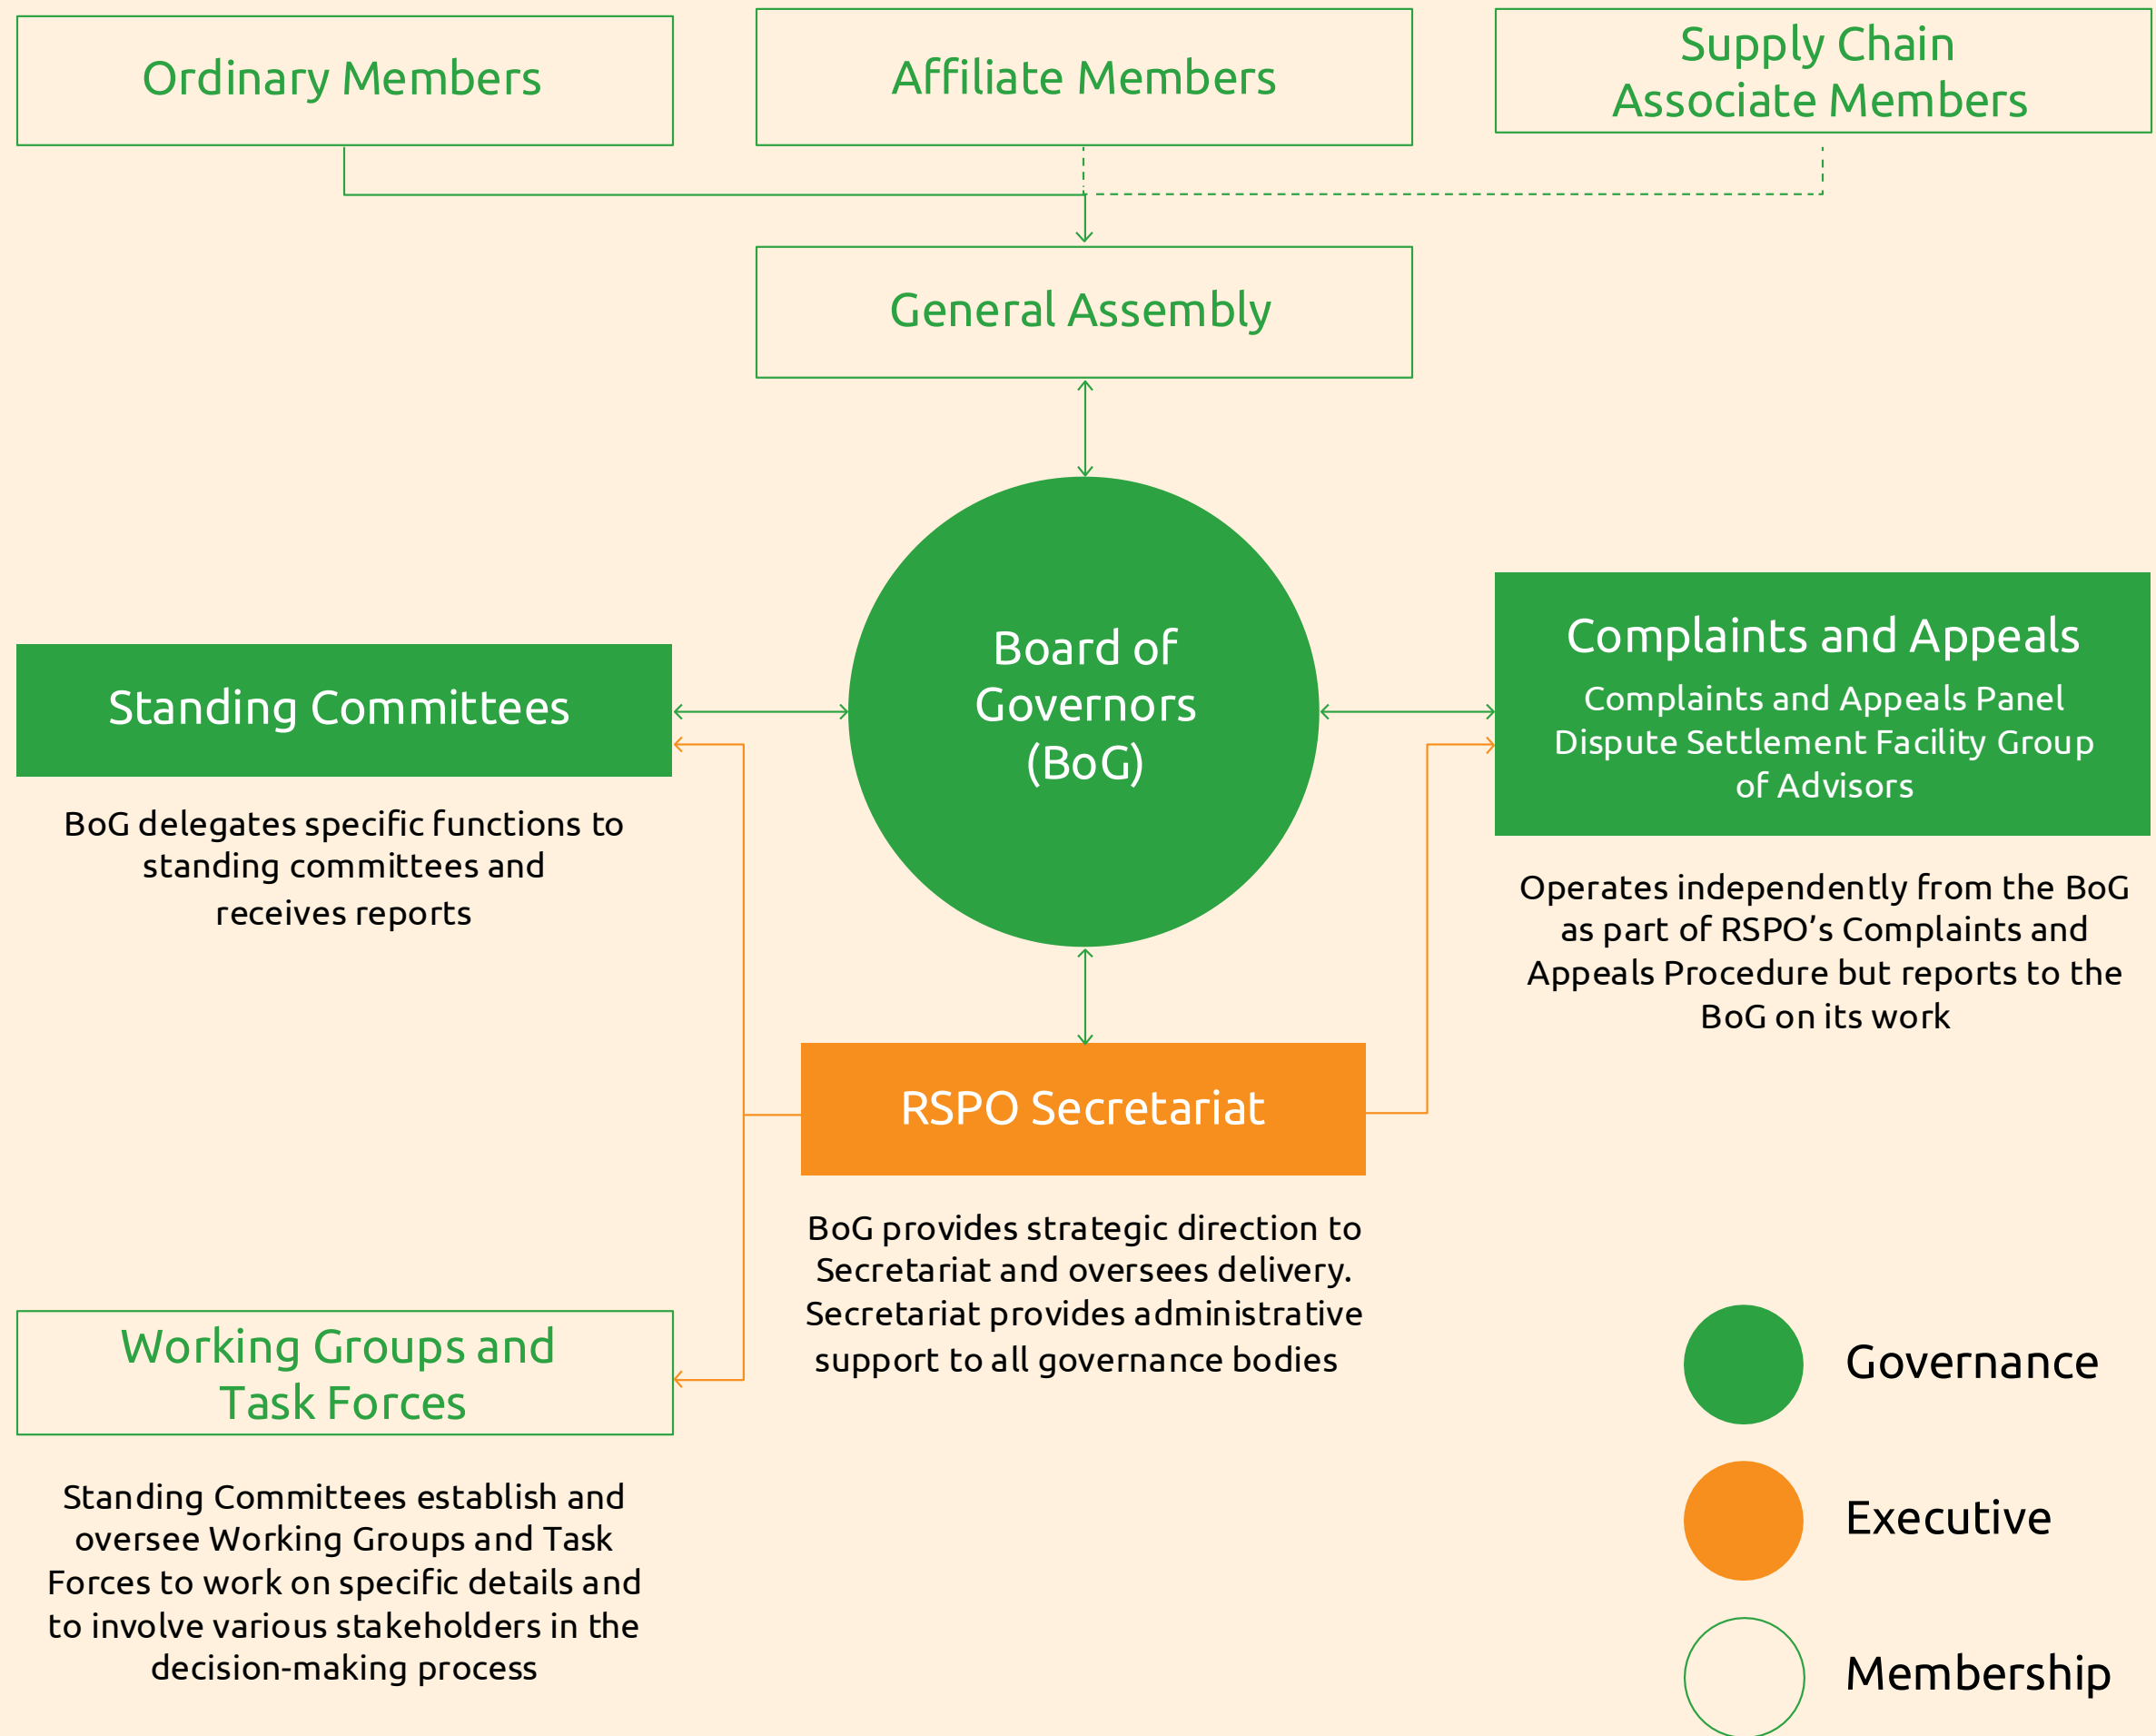 Ordinary Members
Affiliate Members
Supply Chain
Associate Members
General Assembly
Board of
Governors
(BoG)
Standing Committees
BoG delegates specific functions to
standing committees and
receives reports
Complaints and Appeals
Complaints and Appeals Panel
Dispute Settlement Facility Group
of Advisors
Operates independently from the BoG
as part of RSPO’s Complaints and
Appeals Procedure but reports to the
BoG on its work
RSPO Secretariat
BoG provides strategic direction to
Secretariat and oversees delivery.
Secretariat provides administrative
support to all governance bodies
Working Groups and
Task Forces
Standing Committees establish and
oversee Working Groups and Task
Forces to work on specific details and
to involve various stakeholders in the
decision-making process
Governance
Executive
Membership